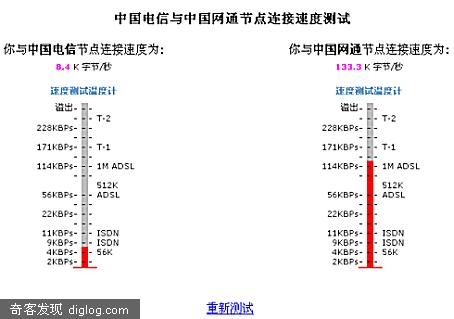 中国电信与中国网通节点连接速度测试
你与中国电信节点连接速度为: 你与中国网通节点连接速度为:
8.4 K 字节/秒 133.3 K 字节/秒
速度测试温度计 速度测试温度计
溢出 溢出
T-2 T-2
228KBPs 228KBPs
171KBPs T-1 171KBPs T-1
114KBPs 1M ADSL 114KBPs 1M ADSL
512K 512K
56KBPs ADSL 56KBPs ADSL
22KBPs 22KBPs
11KBPs ISDN 11KBPs ISDN
9KBPs ISDN 9KBPs ISDN
4KBPs 56K 4KBPs 56K
2KBPs 2KBPs
重新测试
奇客发现 diglog.com